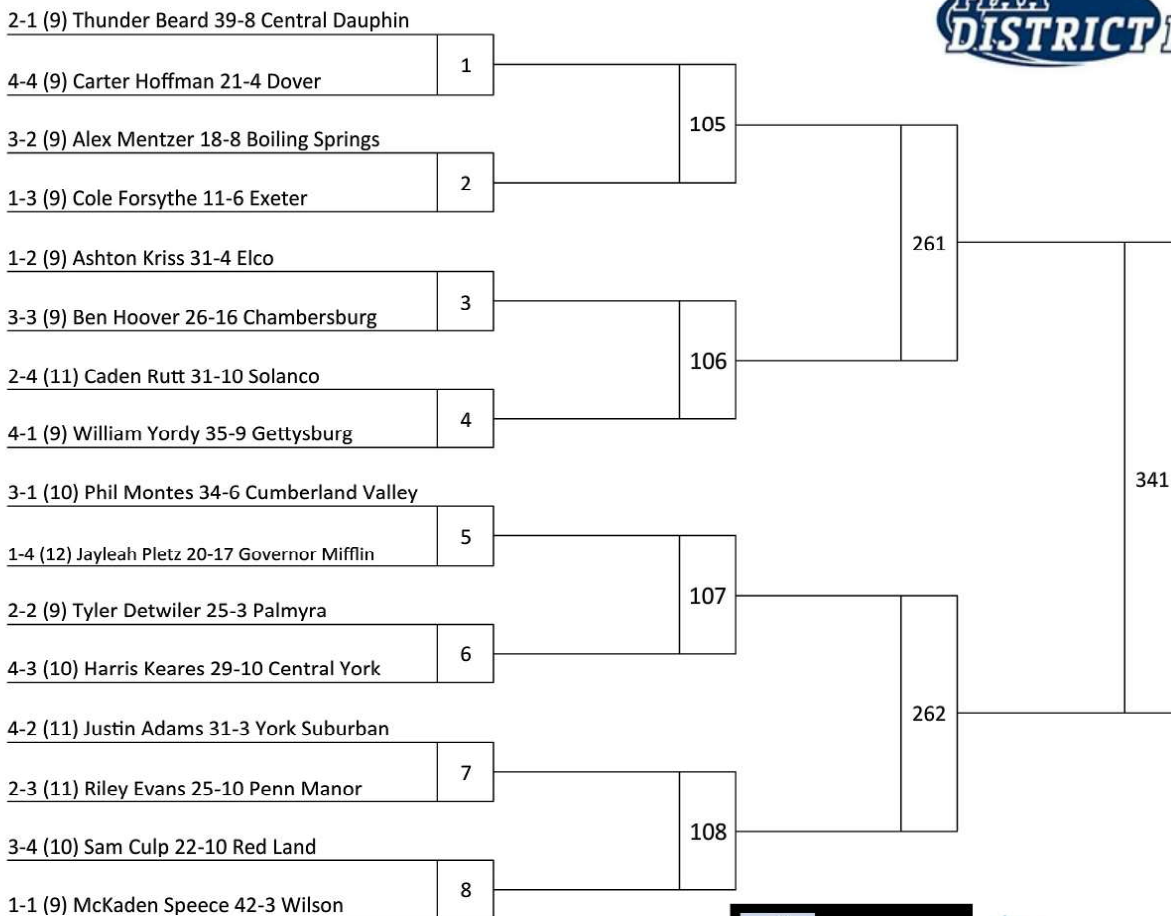 2-1 (9) Thunder Beard 39-8 Central Dauphin
1
4-4 (9) Carter Hoffman 21-4 Dover
105
3-2 (9) Alex Mentzer 18-8 Boiling Springs
2
1-3 (9) Cole Forsythe 11-6 Exeter
261
1-2 (9) Ashton Kriss 31-4 Elco
3
3-3 (9) Ben Hoover 26-16 Chambersburg
106
2-4 (11) Caden Rutt 31-10 Solanco
4
4-1 (9) William Yordy 35-9 Gettysburg
341
3-1 (10) Phil Montes 34-6 Cumberland Valley
5
1-4 (12) Jayleah Pletz 20-17 Governor Mifflin
107
2-2 (9) Tyler Detwiler 25-3 Palmyra
6
4-3 (10) Harris Keares 29-10 Central York
262
4-2 (11) Justin Adams 31-3 York Suburban
7
2-3 (11) Riley Evans 25-10 Penn Manor
108
3-4 (10) Sam Culp 22-10 Red Land
8
1-1 (9) McKaden Speece 42-3 Wilson
DISTRICT